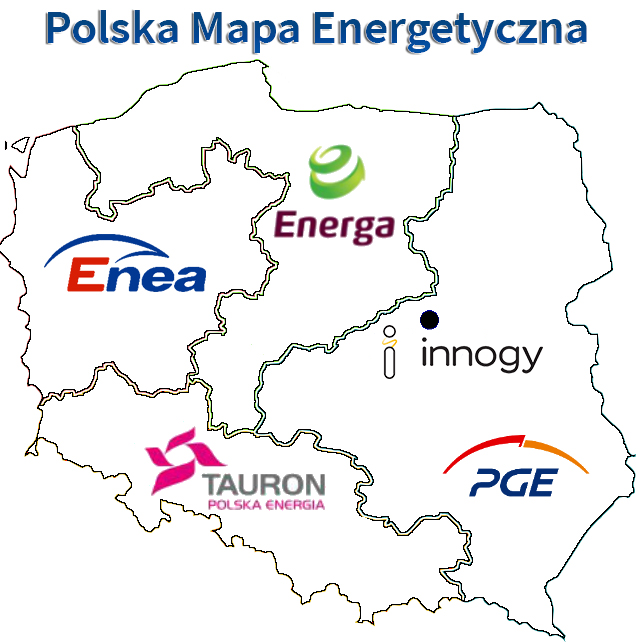 Polska Mapa Energetyczna
Energa
Enea
innogy
TAURON
POLSKA ENERGIA
PGE